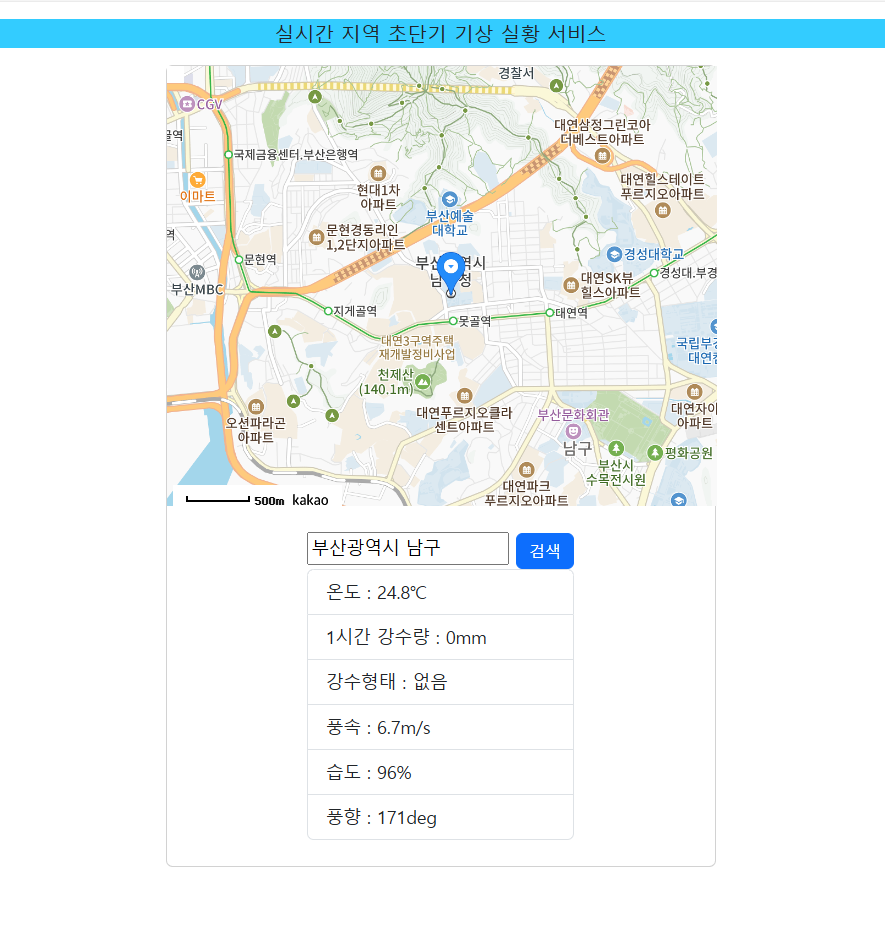 실시간 지역 초단기 기상 실황 서비스
경찰서
CGV
대연삼정그린코아
더베스트아파트
국제금융센터.부산은행역
현대1차
아파트
대연힐스테이트
푸르지오아파트
이마트
부산예술
대학교
문현경동리인
1,2단지아파트
경성대학교
문현역
남구청
경성대.부경
부산MBC
대연SK뷰
힐스아파트
지게골역
못골역
대연역
대연3구역주택
재개발정비사업
국립부경
대연캠
천제산
(140.1m)
오션파라곤
아파트
대연푸르지오클라
센트아파트
부산문화회관
대연자이
아파트
남구
평화공원
부산시
수목전시원
대연파크
푸르지오아파트
500m kakao
부산광역시 남구
검색
온도 : 24.8℃
1시간 강수량 : 0mm
강수형태 : 없음
풍속 : 6.7m/s
습도 : 96%
풍향 : 171deg